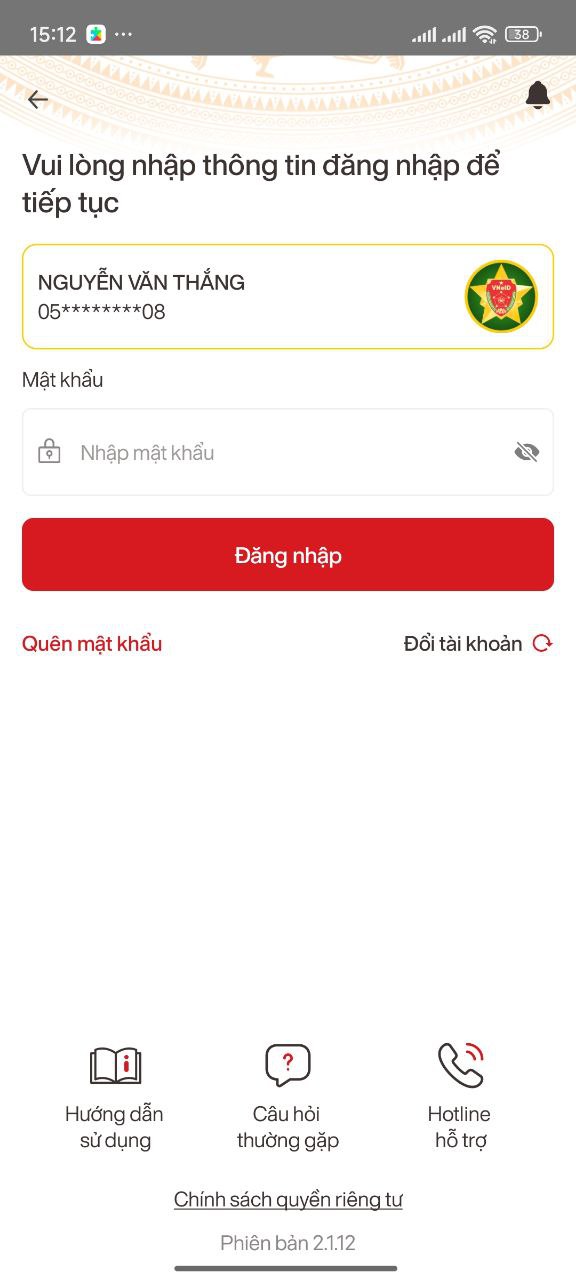 15:12
38
Vui lòng nhập thông tin đăng nhập để
tiếp tục
NGUYỄN VĂN THẮNG
05********08
VNeID
Mật khẩu
Nhập mật khẩu
Đăng nhập
Quên mật khẩu
Đổi tài khoản
?
Hướng dẫn
sử dụng
Câu hỏi
thường gặp
Hotline
hỗ trợ
Chính sách quyền riêng tư
Phiên bản 2.1.12